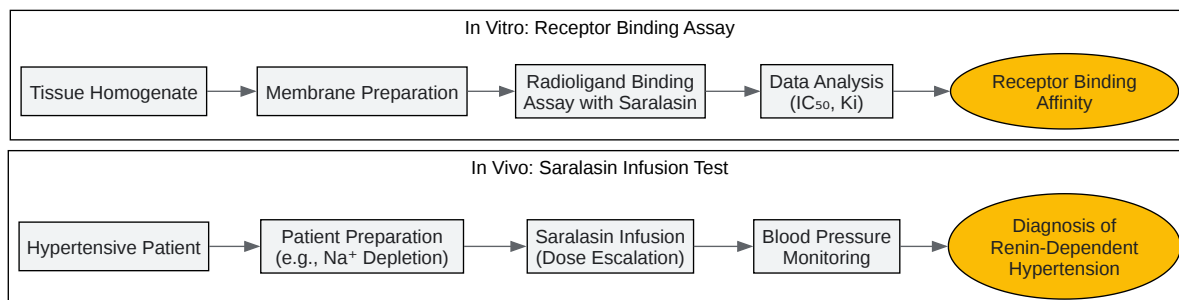 In Vitro: Receptor Binding Assay
Tissue Homogenate
Membrane Preparation
Radioligand Binding
Assay with Saralasin
Data Analysis
(IC₅₀, Ki)
Receptor Binding
Affinity
In Vivo: Saralasin Infusion Test
Hypertensive Patient
Patient Preparation
(e.g., Na⁺ Depletion)
Saralasin Infusion
(Dose Escalation)
Blood Pressure
Monitoring
Diagnosis of
Renin-Dependent
Hypertension